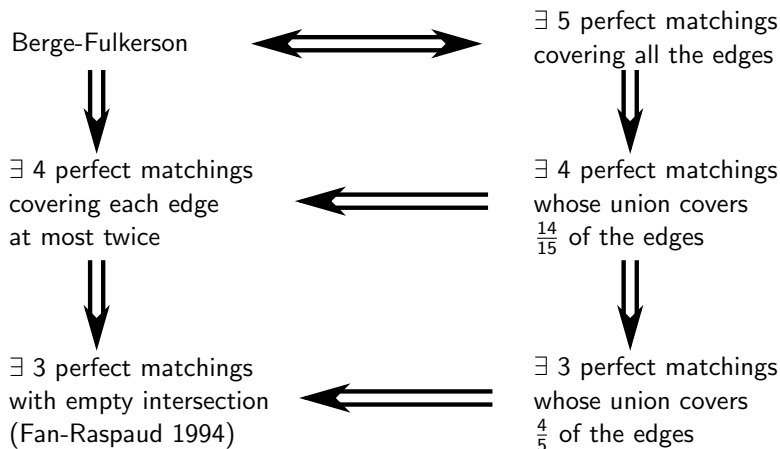 Berge-Fulkerson
∃ 5 perfect matchings
covering all the edges
∃ 4 perfect matchings
covering each edge
at most twice
∃ 4 perfect matchings
whose union covers
14/15 of the edges
∃ 3 perfect matchings
with empty intersection
(Fan-Raspaud 1994)
∃ 3 perfect matchings
whose union covers
4/5 of the edges